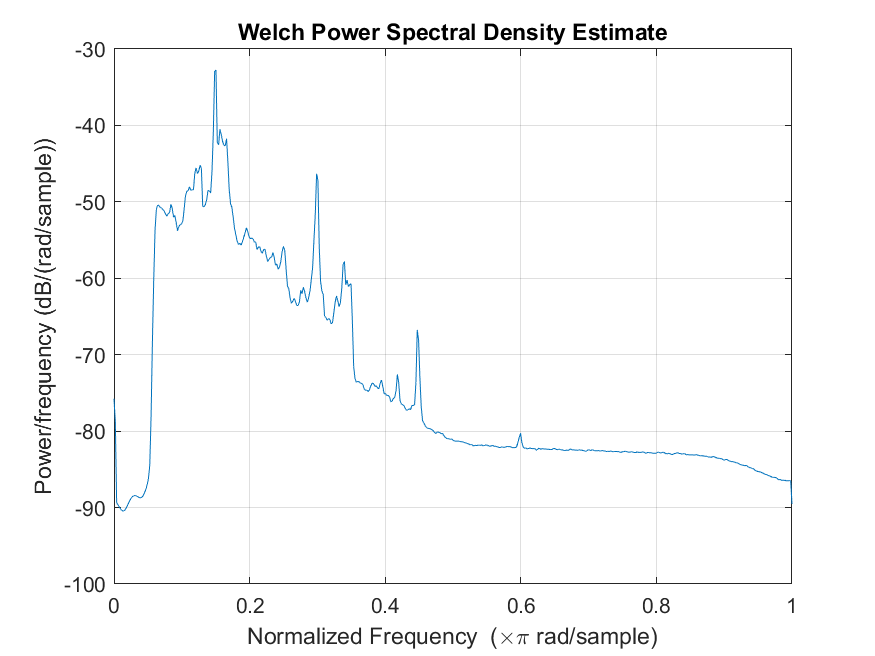 Welch Power Spectral Density Estimate
Power/frequency (dB/(rad/sample))
-30
-40
-50
-60
-70
-80
-90
-100
0 0.2 0.4 0.6 0.8 1
Normalized Frequency (×π rad/sample)